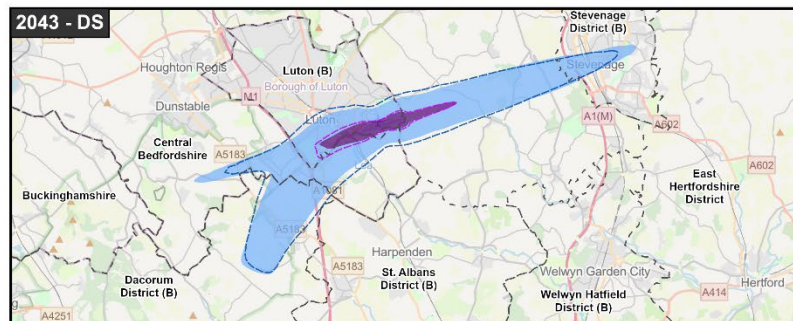 2043 - DS
Stevenage
District (B)
Houghton Regis
Luton (B)
Borough of Luton
Stevenage
M1
Dunstable
Luton
A1(M)
A602
Central
Bedfordshire
A5183
East
Hertfordshire
District
A602
Buckinghamshire
A5183
Harpenden
Dacorum
District (B)
A5183
St. Albans
District (B)
Welwyn Garden City
Hertford
Welwyn Hatfield
District (B)
A414
A4251